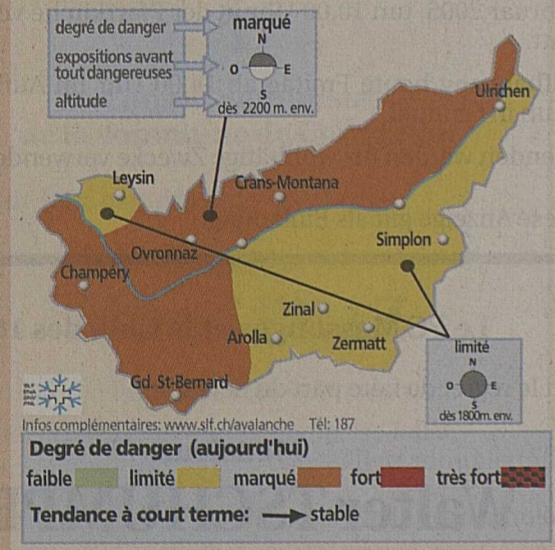 degré de danger
marqué
N
expositions avant
tout dangereuses
O E
S
altitude
dès 2200 m. env.
Ulrichen
Leysin
Crans-Montana
Ovronnaz
Simplon
Champéry
Zinal
Arolla
Zermatt
limité
N
O E
S
dès 1800m. env.
Gd. St-Bernard
Infos complémentaires: www.slf.ch/avalanche Tél: 187
Degré de danger (aujourd'hui)
faible limité marqué fort très fort
Tendance à court terme: stable